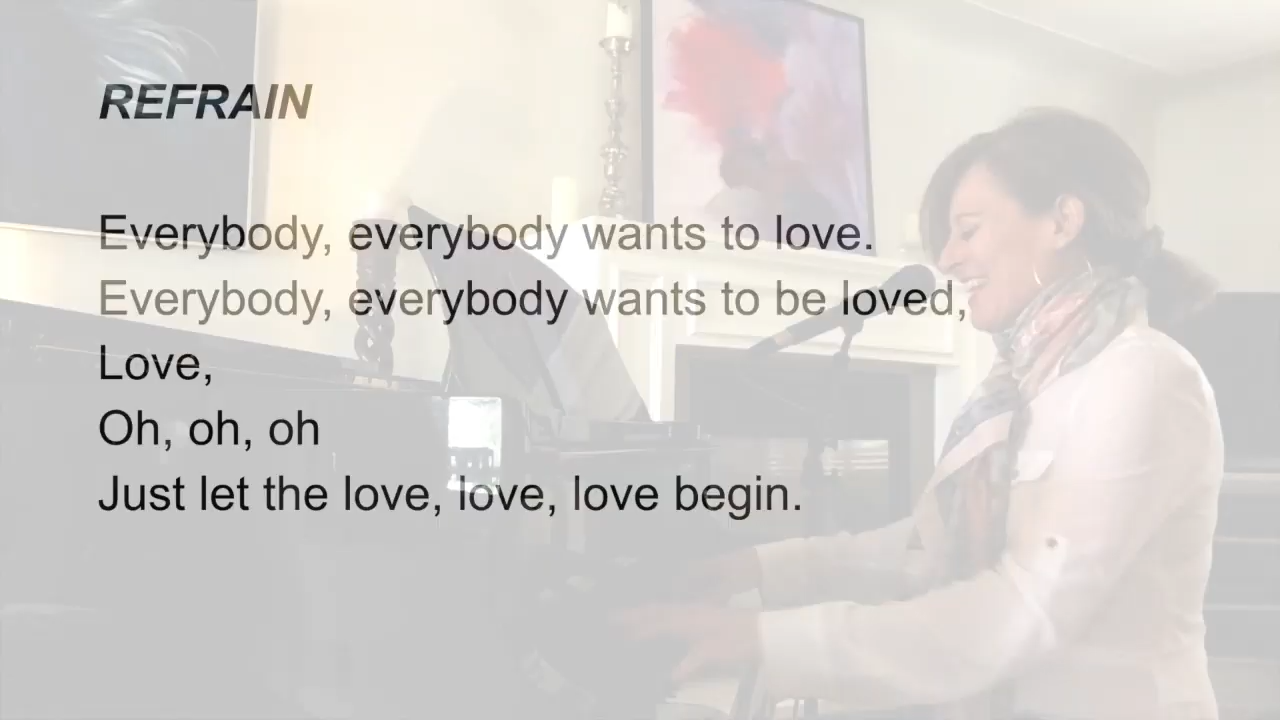 REFRAIN
Everybody, everybody wants to love.
Everybody, everybody wants to be loved,
Love,
Oh, oh, oh
Just let the love, love, love begin.